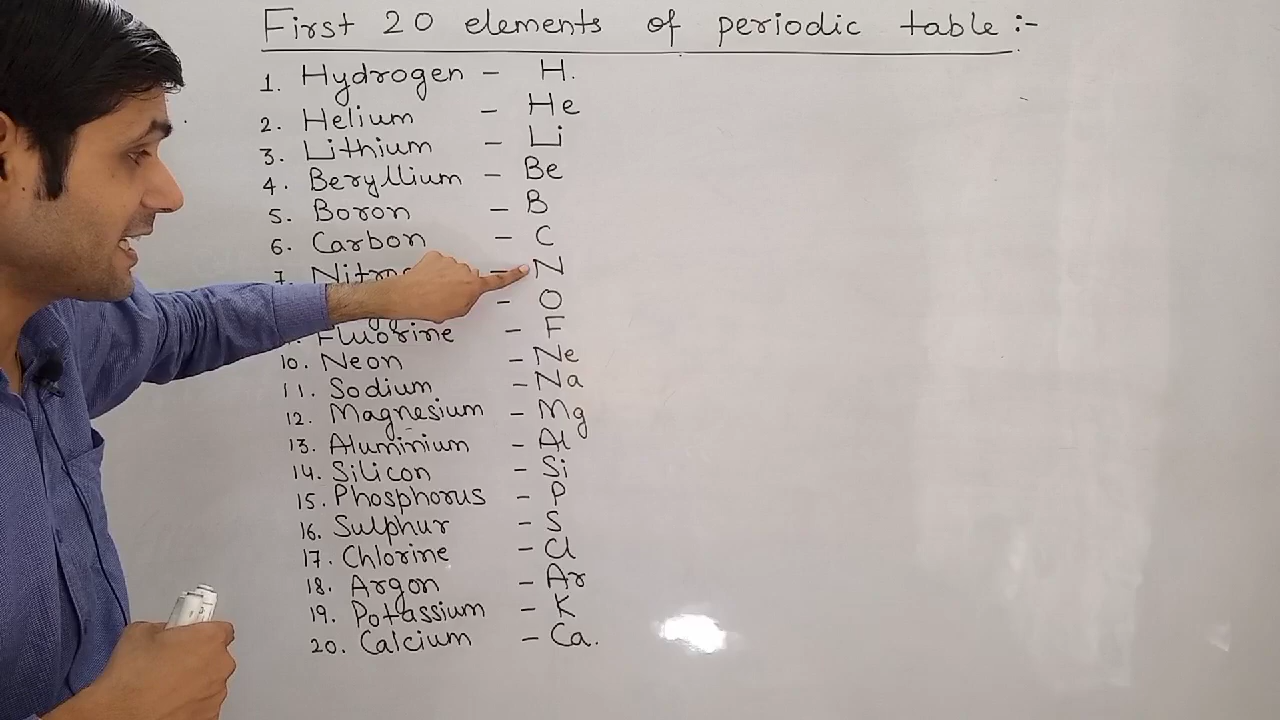 First 20 elements of periodic table :-
1. Hydrogen - H.
2. Helium - He
3. Lithium - Li
4. Beryllium - Be
5. Boron - B
6. Carbon - C
7. - N
- O
Fluorine - F
10. Neon - Ne
11. Sodium - Na
12. Magnesium - Mg
13. Aluminium - Al
14. Silicon - Si
15. Phosphorus - P
16. Sulphur - S
17. Chlorine - Cl
18. Argon - Ar
19. Potassium - K
20. Calcium - Ca.